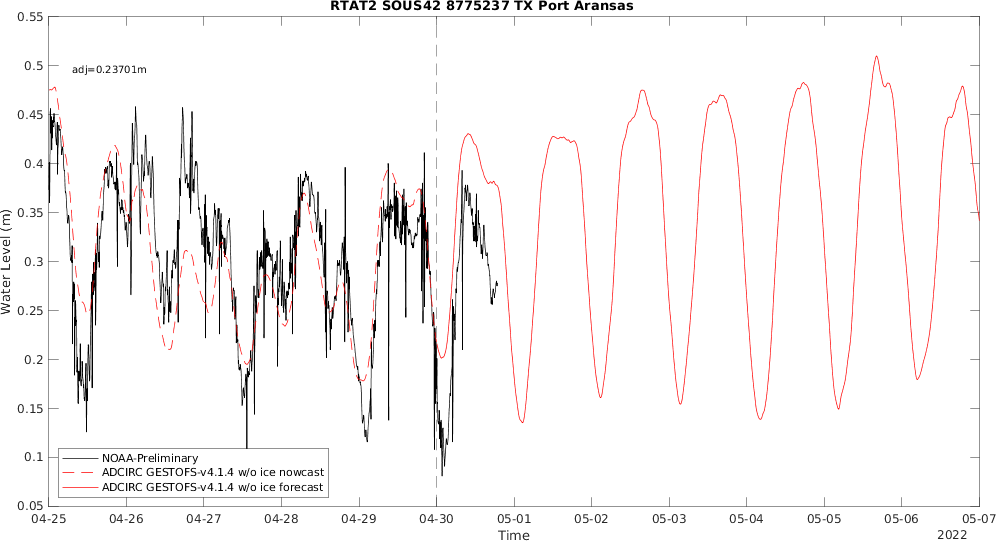 RTAT2 SOUS42 8775237 TX Port Aransas
adj=0.23701m
Water Level (m)
0.55
0.5
0.45
0.4
0.35
0.3
0.25
0.2
0.15
0.1
0.05
NOAA-Preliminary
ADCIRC GESTOFS-v4.1.4 w/o ice nowcast
ADCIRC GESTOFS-v4.1.4 w/o ice forecast
04-25 04-26 04-27 04-28 04-29 04-30 05-01 05-02 05-03 05-04 05-05 05-06 05-07
Time
2022